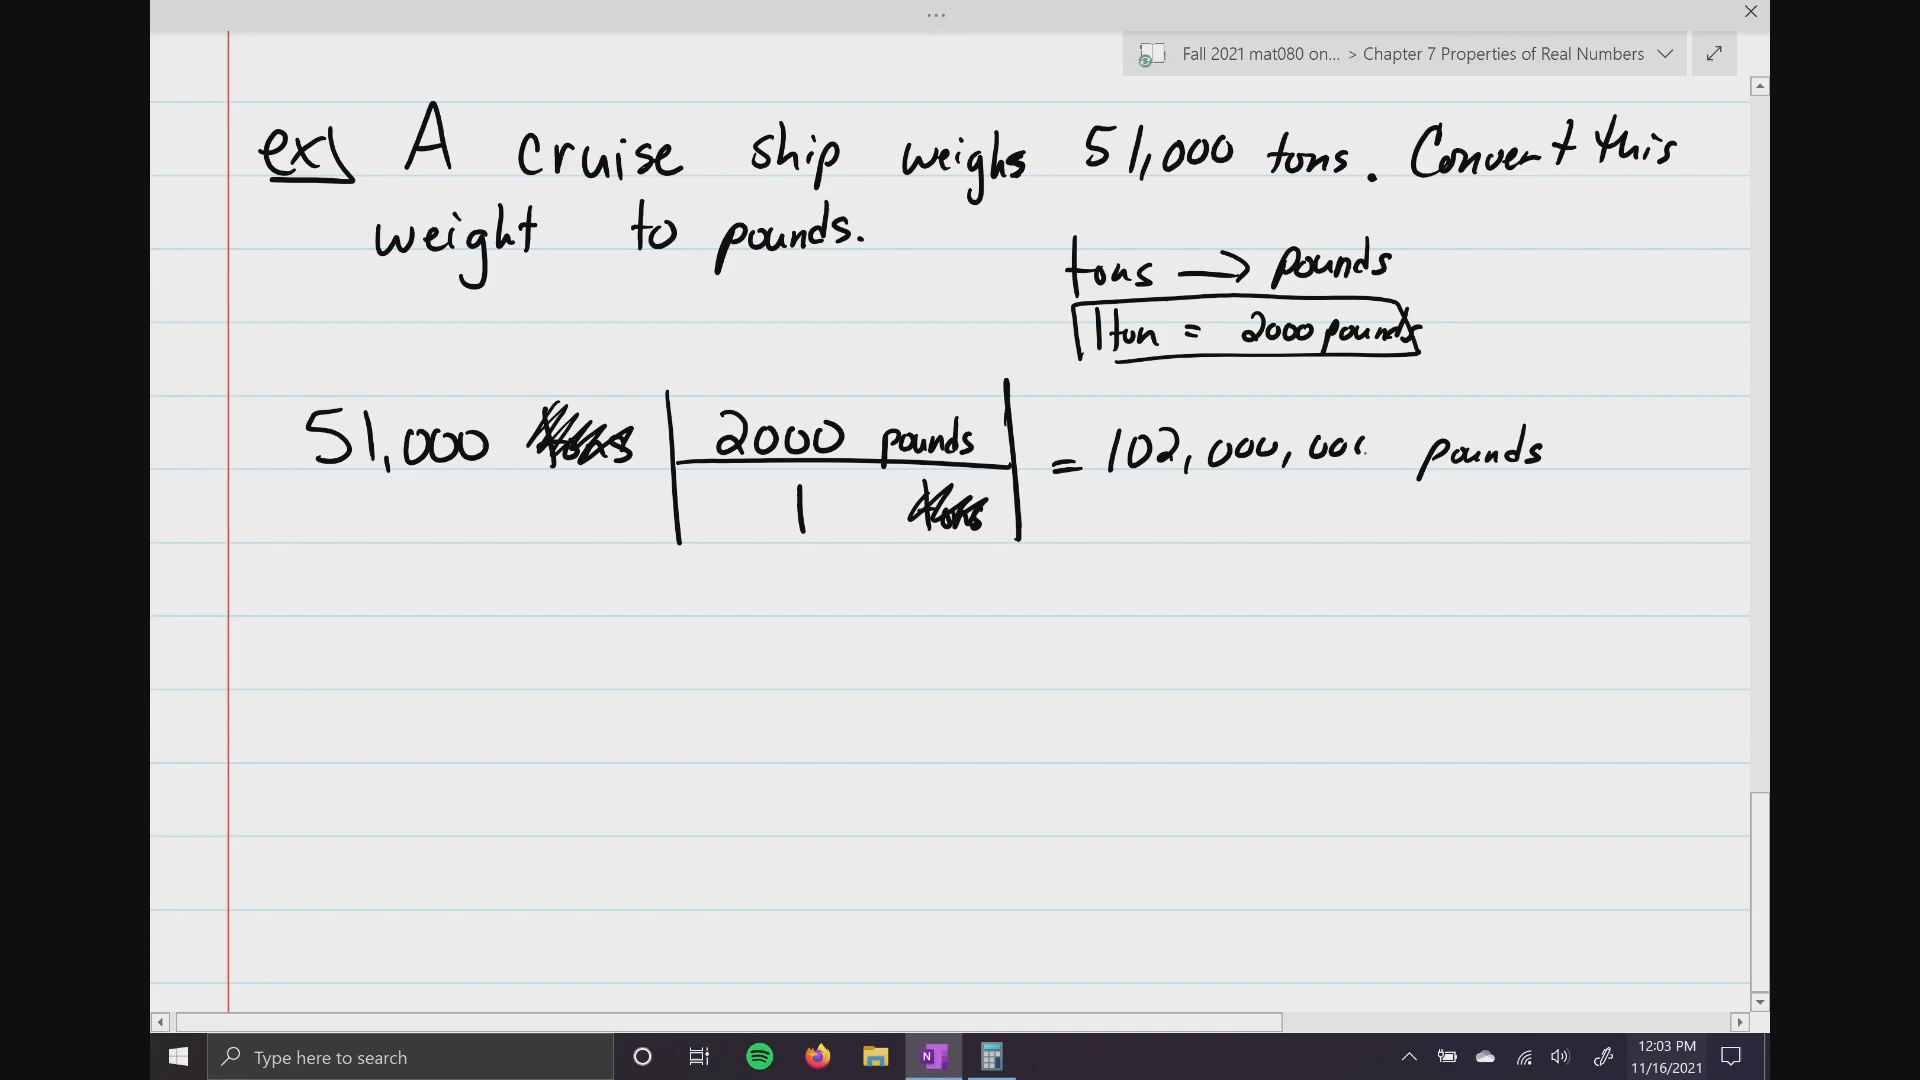 ...
Fall 2021 mat080 on... > Chapter 7 Properties of Real Numbers
ex) A cruise ship weighs 51,000 tons. Convert this
weight to pounds.
tons → pounds
1 ton = 2000 pounds
51,000 tons | 2000 pounds | = 102,000,000 pounds
1 tons
Type here to search
12:03 PM
11/16/2021